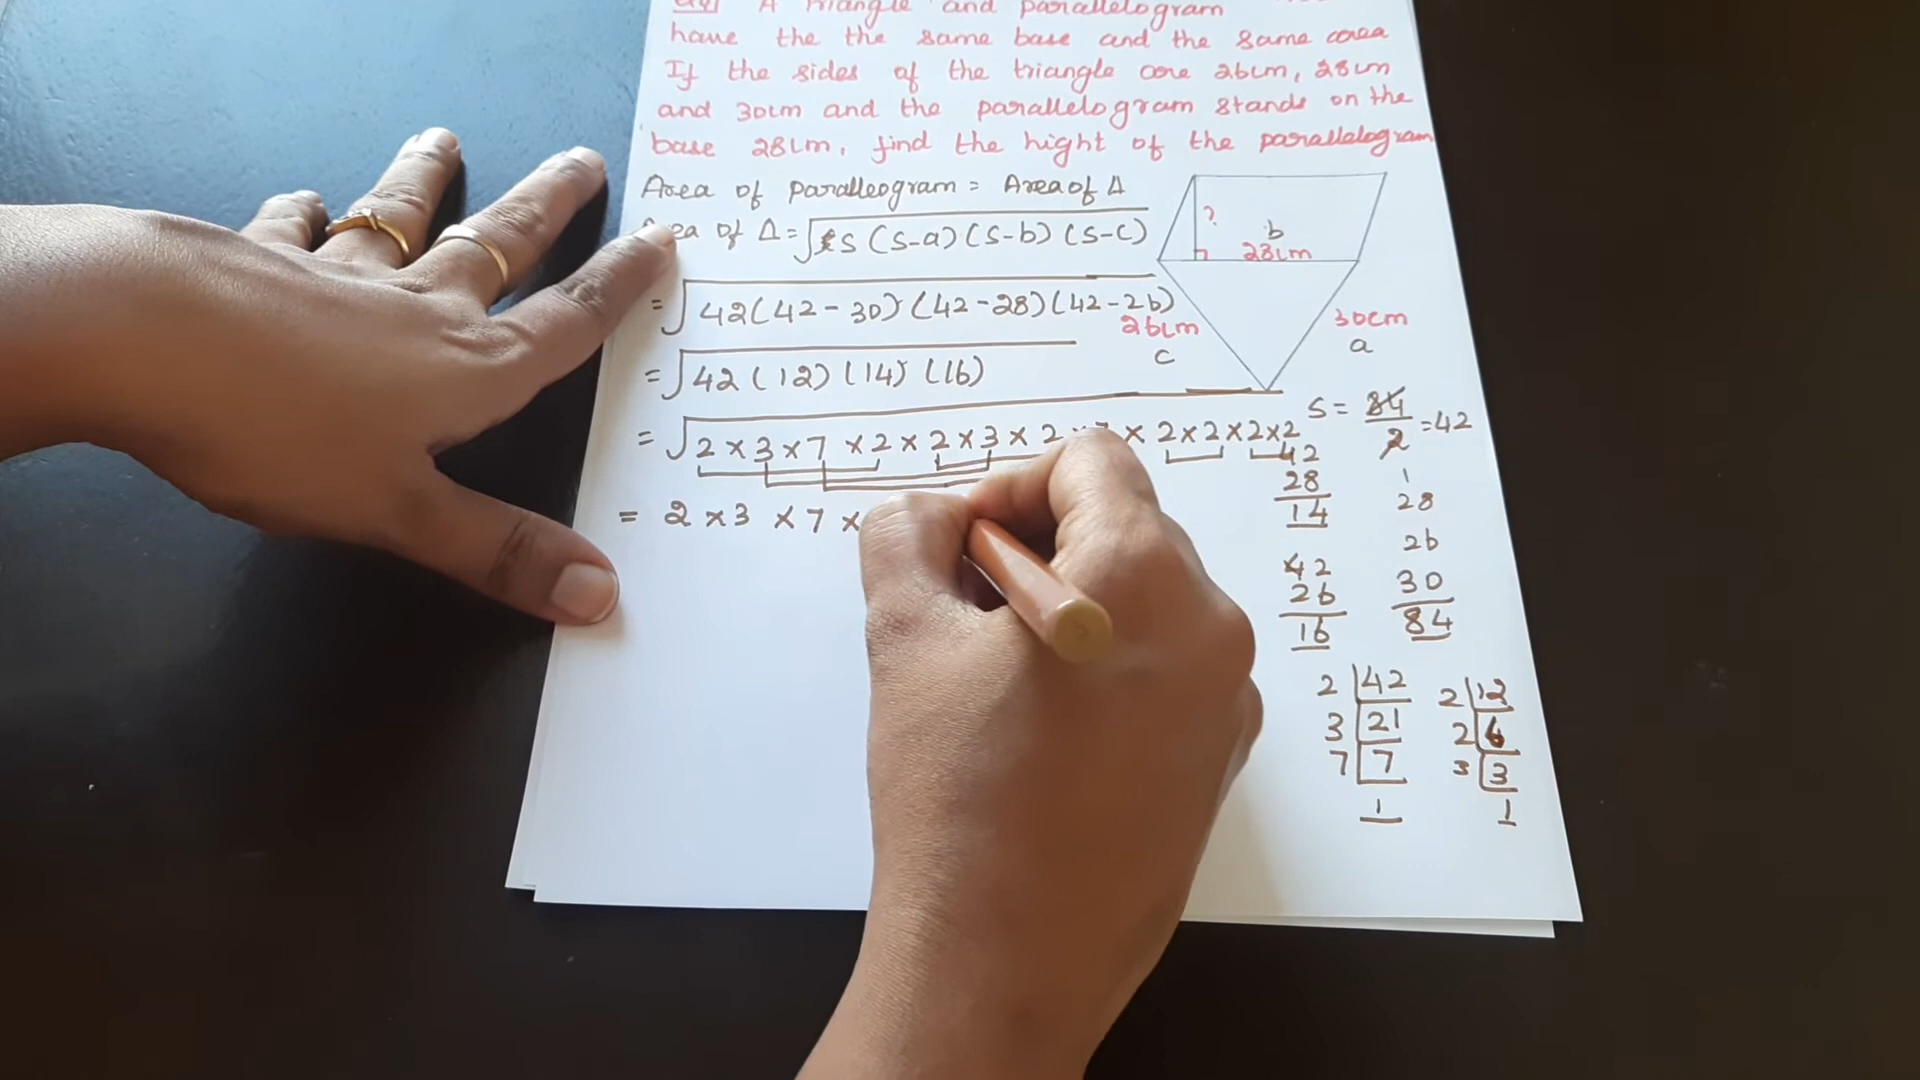 A Triangle and parallelogram
have the the same base and the same area
If the sides of the triangle are 26cm, 28cm
and 30cm and the parallelogram stands on the
base 28cm, find the hight of the parallelogram
Area of paralleogram = Area of Δ
Area of Δ = √s (s-a) (s-b) (s-c)
= √42(42-30) (42-28) (42-26)
= √42 (12) (14) (16)
= √2 × 3 × 7 × 2 × 2 × 3 × 2 × × 2 × 2 × 2 × 2
= 2 × 3 × 7 ×
?
b
28cm
26cm
c
30cm
a
S = 84/2 = 42
1
42
28
14
42
26
16
28
26
30
84
2 42
3 21
7 7
1
2 12
2 6
3 3
1